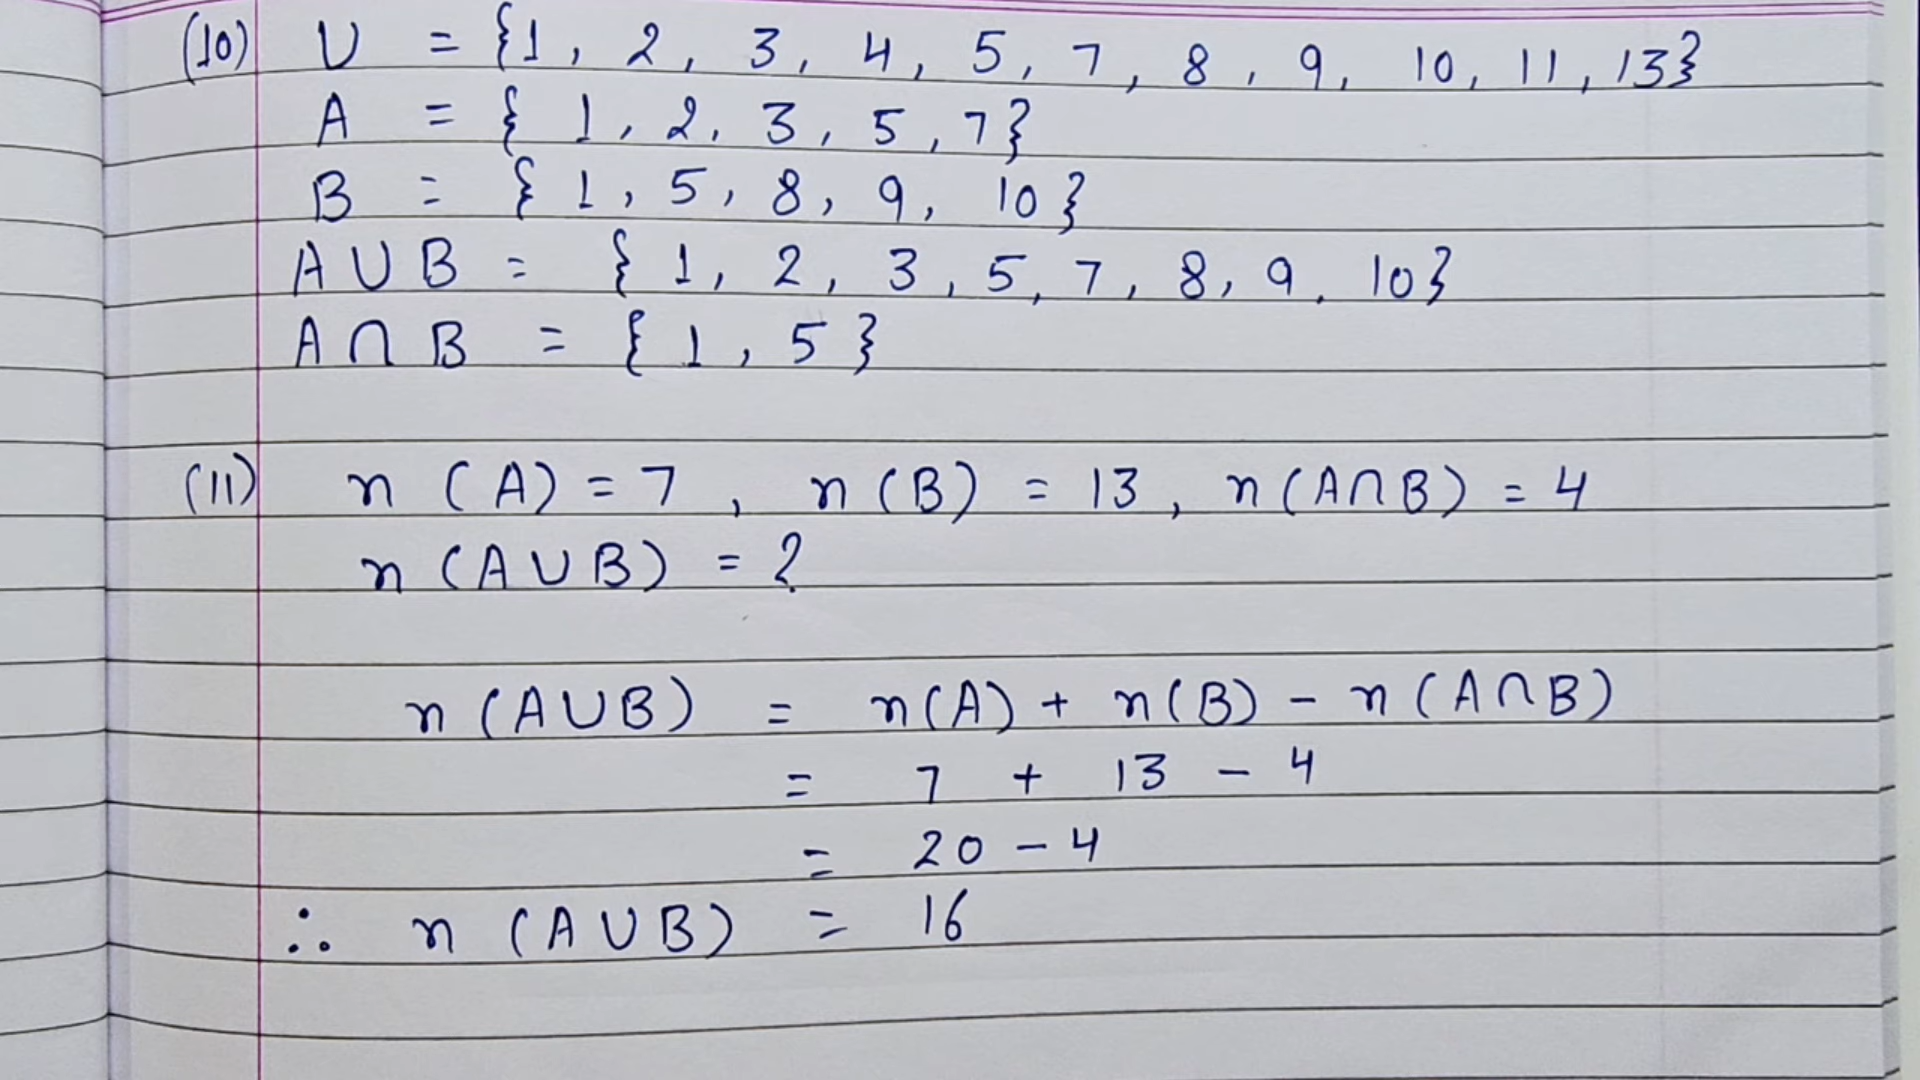 (10) U = {1, 2, 3, 4, 5, 7, 8, 9, 10, 11, 13}
A = {1, 2, 3, 5, 7}
B = {1, 5, 8, 9, 10}
A∪B = {1, 2, 3, 5, 7, 8, 9, 10}
A∩B = {1, 5}
(11) n(A) = 7, n(B) = 13, n(A∩B) = 4
n(A∪B) = ?
n(A∪B) = n(A) + n(B) - n(A∩B)
= 7 + 13 - 4
= 20 - 4
∴ n(A∪B) = 16